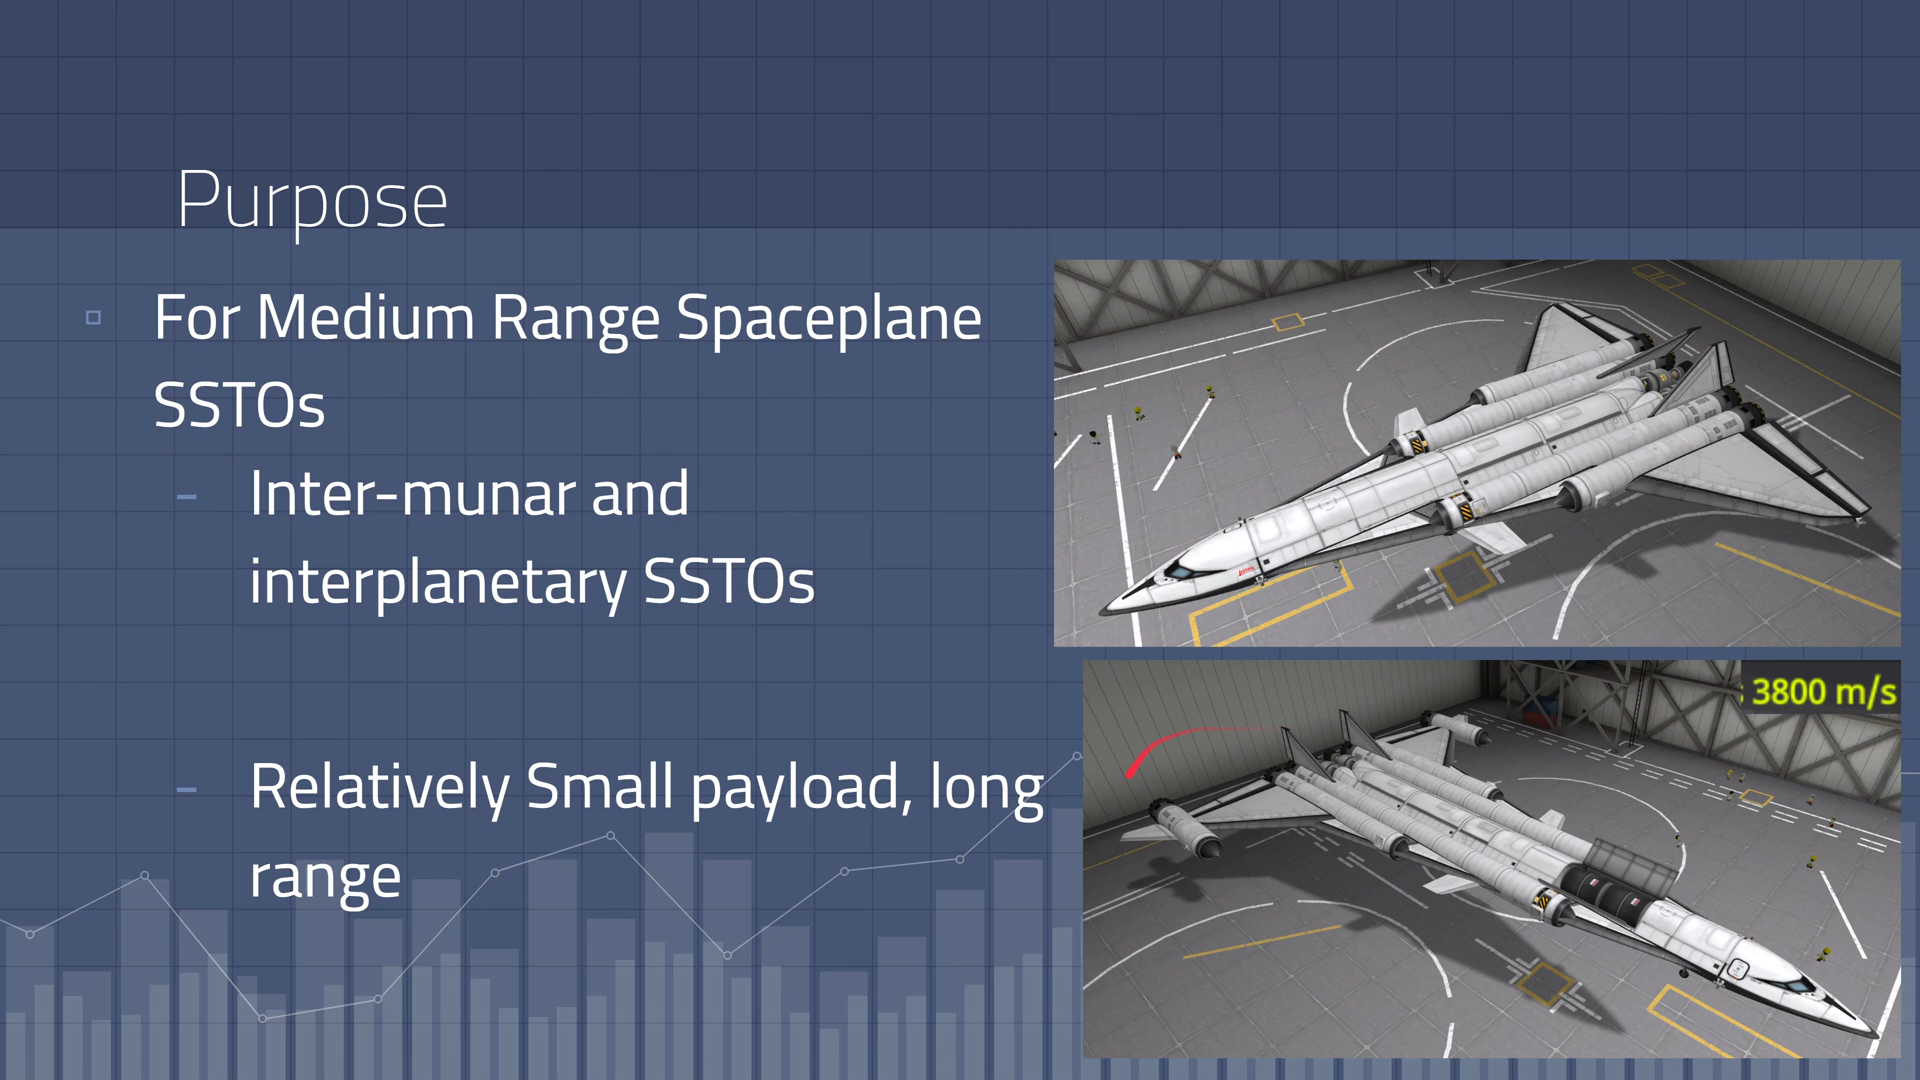 Purpose
For Medium Range Spaceplane
SSTOs
- Inter-munar and
interplanetary SSTOs
- Relatively Small payload, long
range
3800 m/s